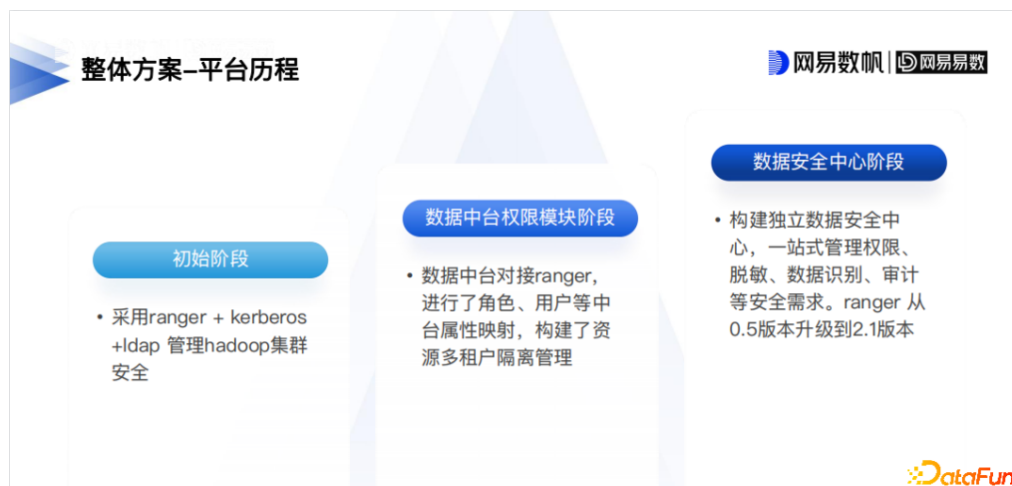 整体方案–平台历程
网易数帆
网易易数
初始阶段
• 采用ranger + kerberos
+ldap 管理hadoop集群
安全
数据中台权限模块阶段
• 数据中台对接ranger，
进行了角色、用户等中
台属性映射，构建了资
源多租户隔离管理
数据安全中心阶段
• 构建独立数据安全中
心，一站式管理权限、
脱敏、数据识别、审计
等安全需求。ranger 从
0.5版本升级到2.1版本
DataFun